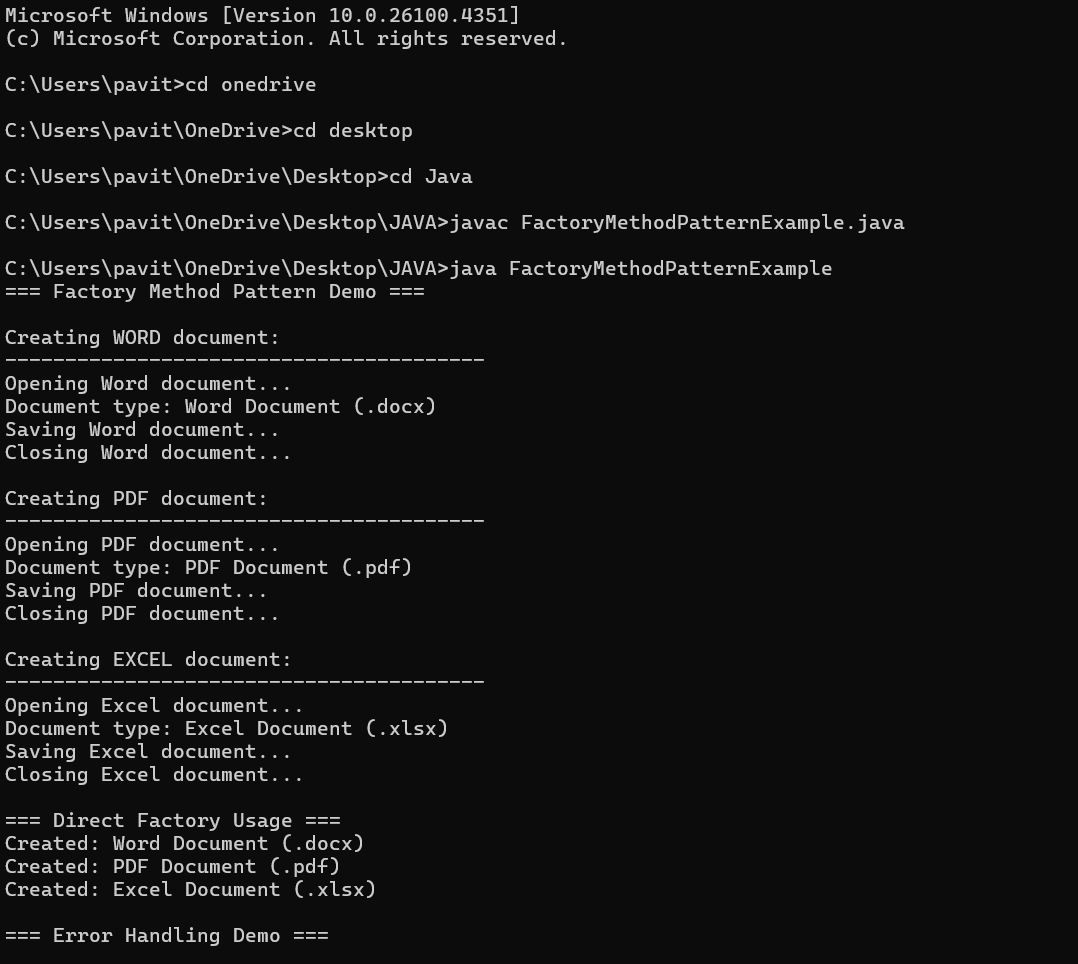 Microsoft Windows [Version 10.0.26100.4351]
(c) Microsoft Corporation. All rights reserved.
C:\Users\pavit>cd onedrive
C:\Users\pavit\OneDrive>cd desktop
C:\Users\pavit\OneDrive\Desktop>cd Java
C:\Users\pavit\OneDrive\Desktop\JAVA>javac FactoryMethodPatternExample.java
C:\Users\pavit\OneDrive\Desktop\JAVA>java FactoryMethodPatternExample
=== Factory Method Pattern Demo ===
Creating WORD document:
----------------------------------------
Opening Word document...
Document type: Word Document (.docx)
Saving Word document...
Closing Word document...
Creating PDF document:
----------------------------------------
Opening PDF document...
Document type: PDF Document (.pdf)
Saving PDF document...
Closing PDF document...
Creating EXCEL document:
----------------------------------------
Opening Excel document...
Document type: Excel Document (.xlsx)
Saving Excel document...
Closing Excel document...
=== Direct Factory Usage ===
Created: Word Document (.docx)
Created: PDF Document (.pdf)
Created: Excel Document (.xlsx)
=== Error Handling Demo ===